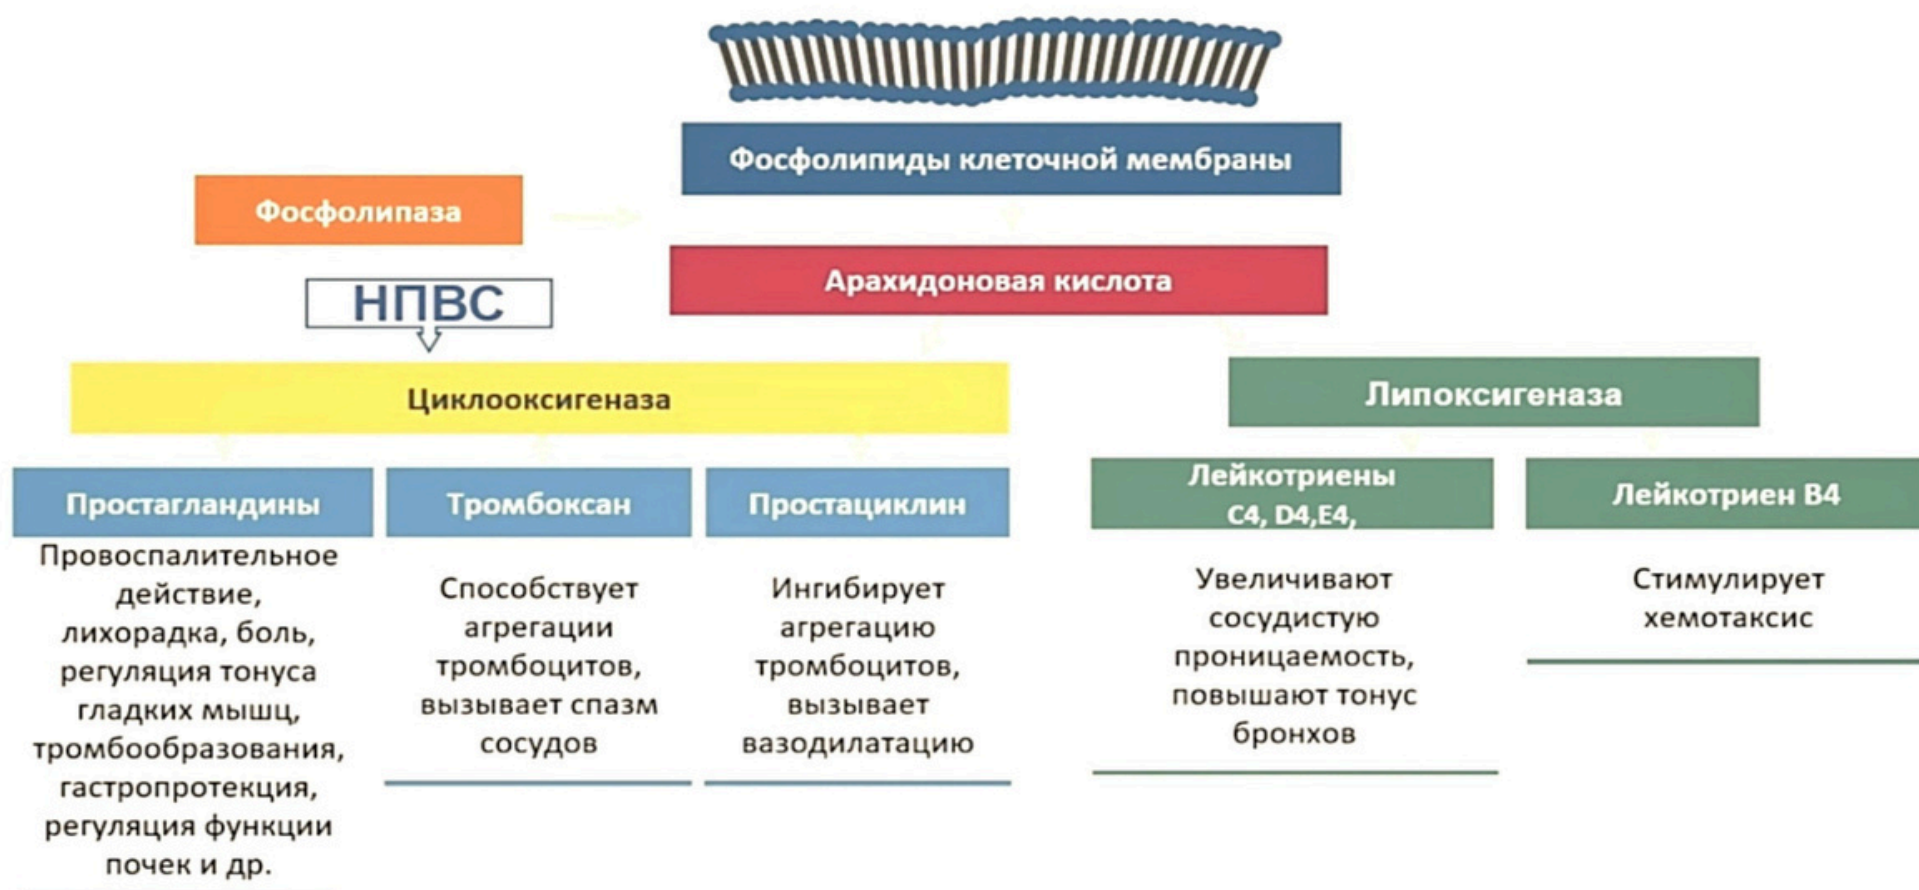 Фосфолипиды клеточной мембраны
Фосфолипаза
Арахидоновая кислота
НПВС
Циклооксигеназа
Липоксигеназа
Простагландины
Провоспалительное
действие,
лихорадка, боль,
регуляция тонуса
гладких мышц,
тромбообразования,
гастропротекция,
регуляция функции
почек и др.
Тромбоксан
Способствует
агрегации
тромбоцитов,
вызывает спазм
сосудов
Простациклин
Ингибирует
агрегацию
тромбоцитов,
вызывает
вазодилатацию
Лейкотриены
C4, D4,E4,
Увеличивают
сосудистую
проницаемость,
повышают тонус
бронхов
Лейкотриен B4
Стимулирует
хемотаксис